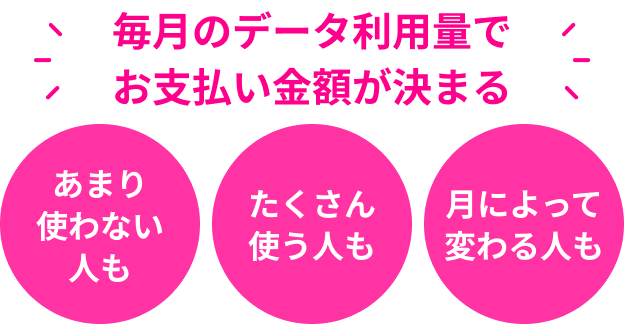 毎月のデータ利用量で
お支払い金額が決まる
あまり
使わない
人も
たくさん
使う人も
月によって
変わる人も